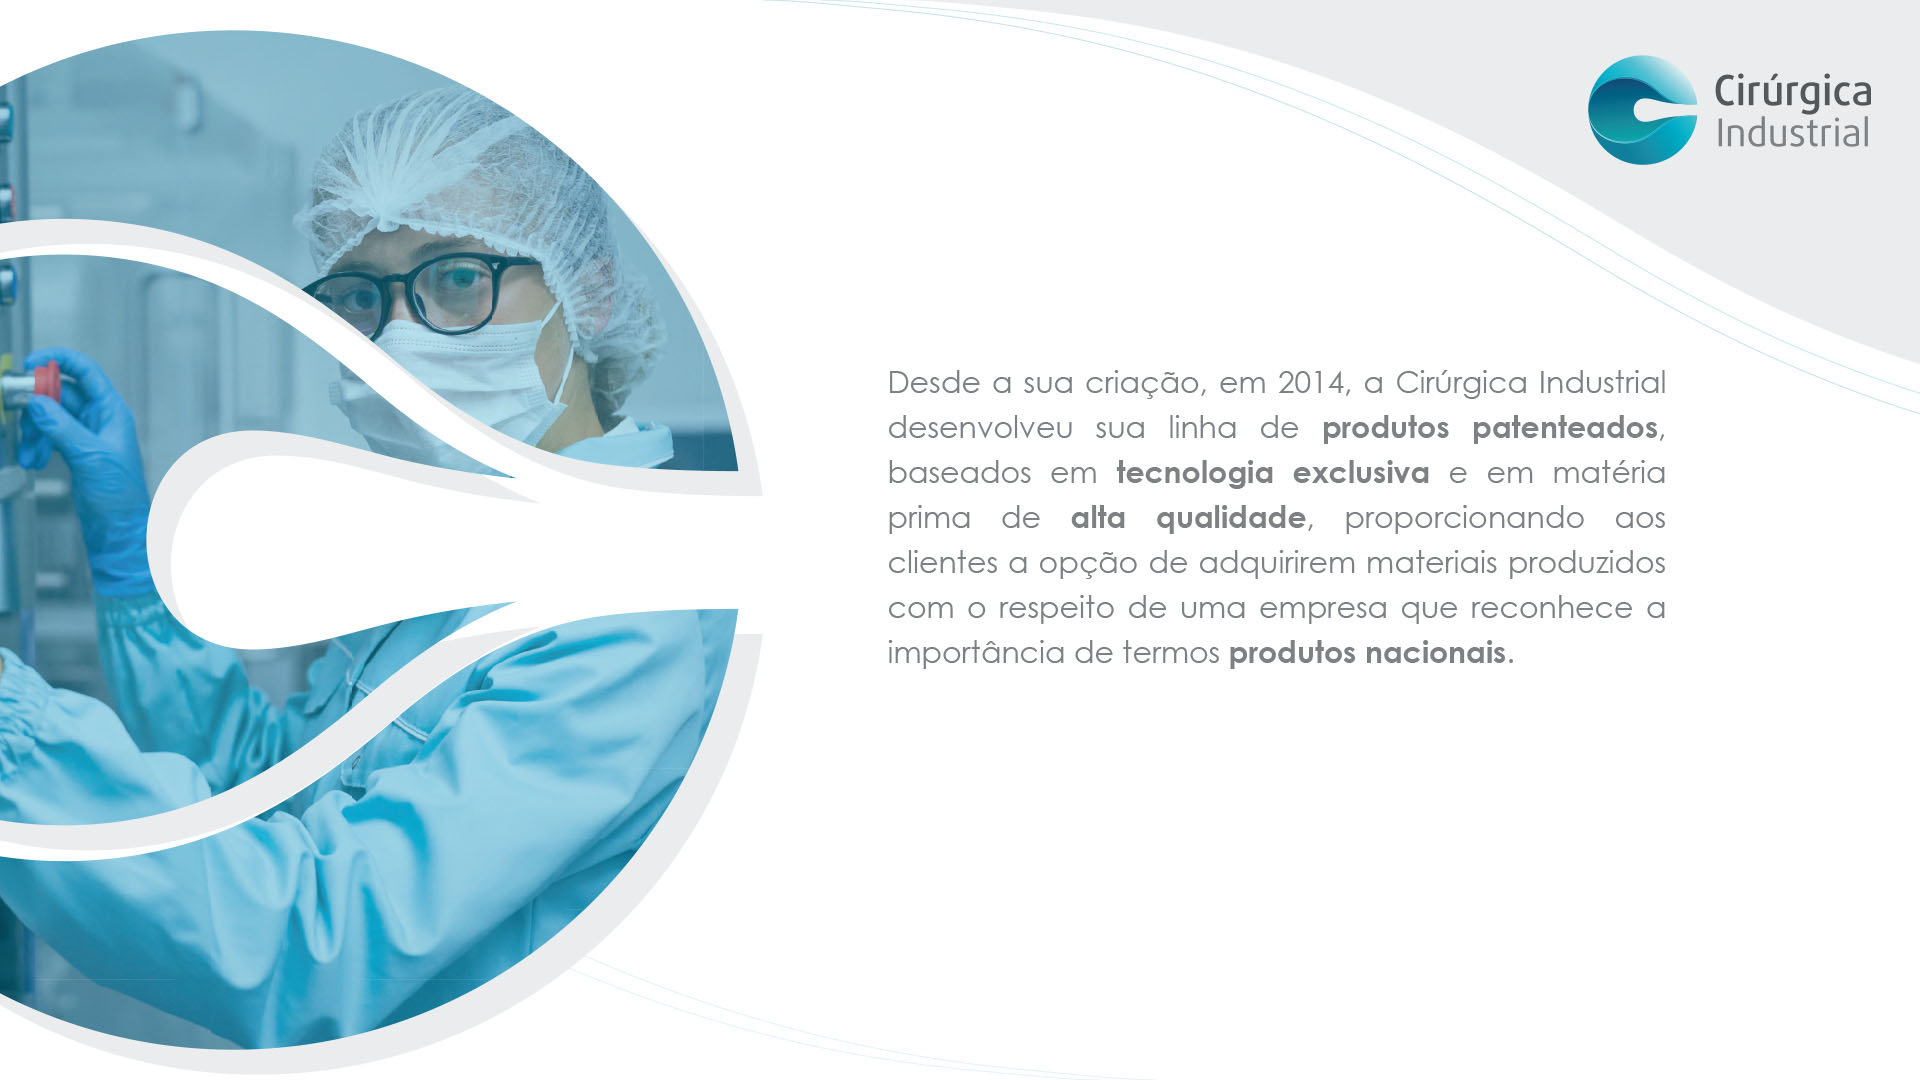 Cirúrgica
Industrial
Desde a sua criação, em 2014, a Cirúrgica Industrial
desenvolveu sua linha de produtos patenteados,
baseados em tecnologia exclusiva e em matéria
prima de alta qualidade, proporcionando aos
clientes a opção de adquirirem materiais produzidos
com o respeito de uma empresa que reconhece a
importância de termos produtos nacionais.